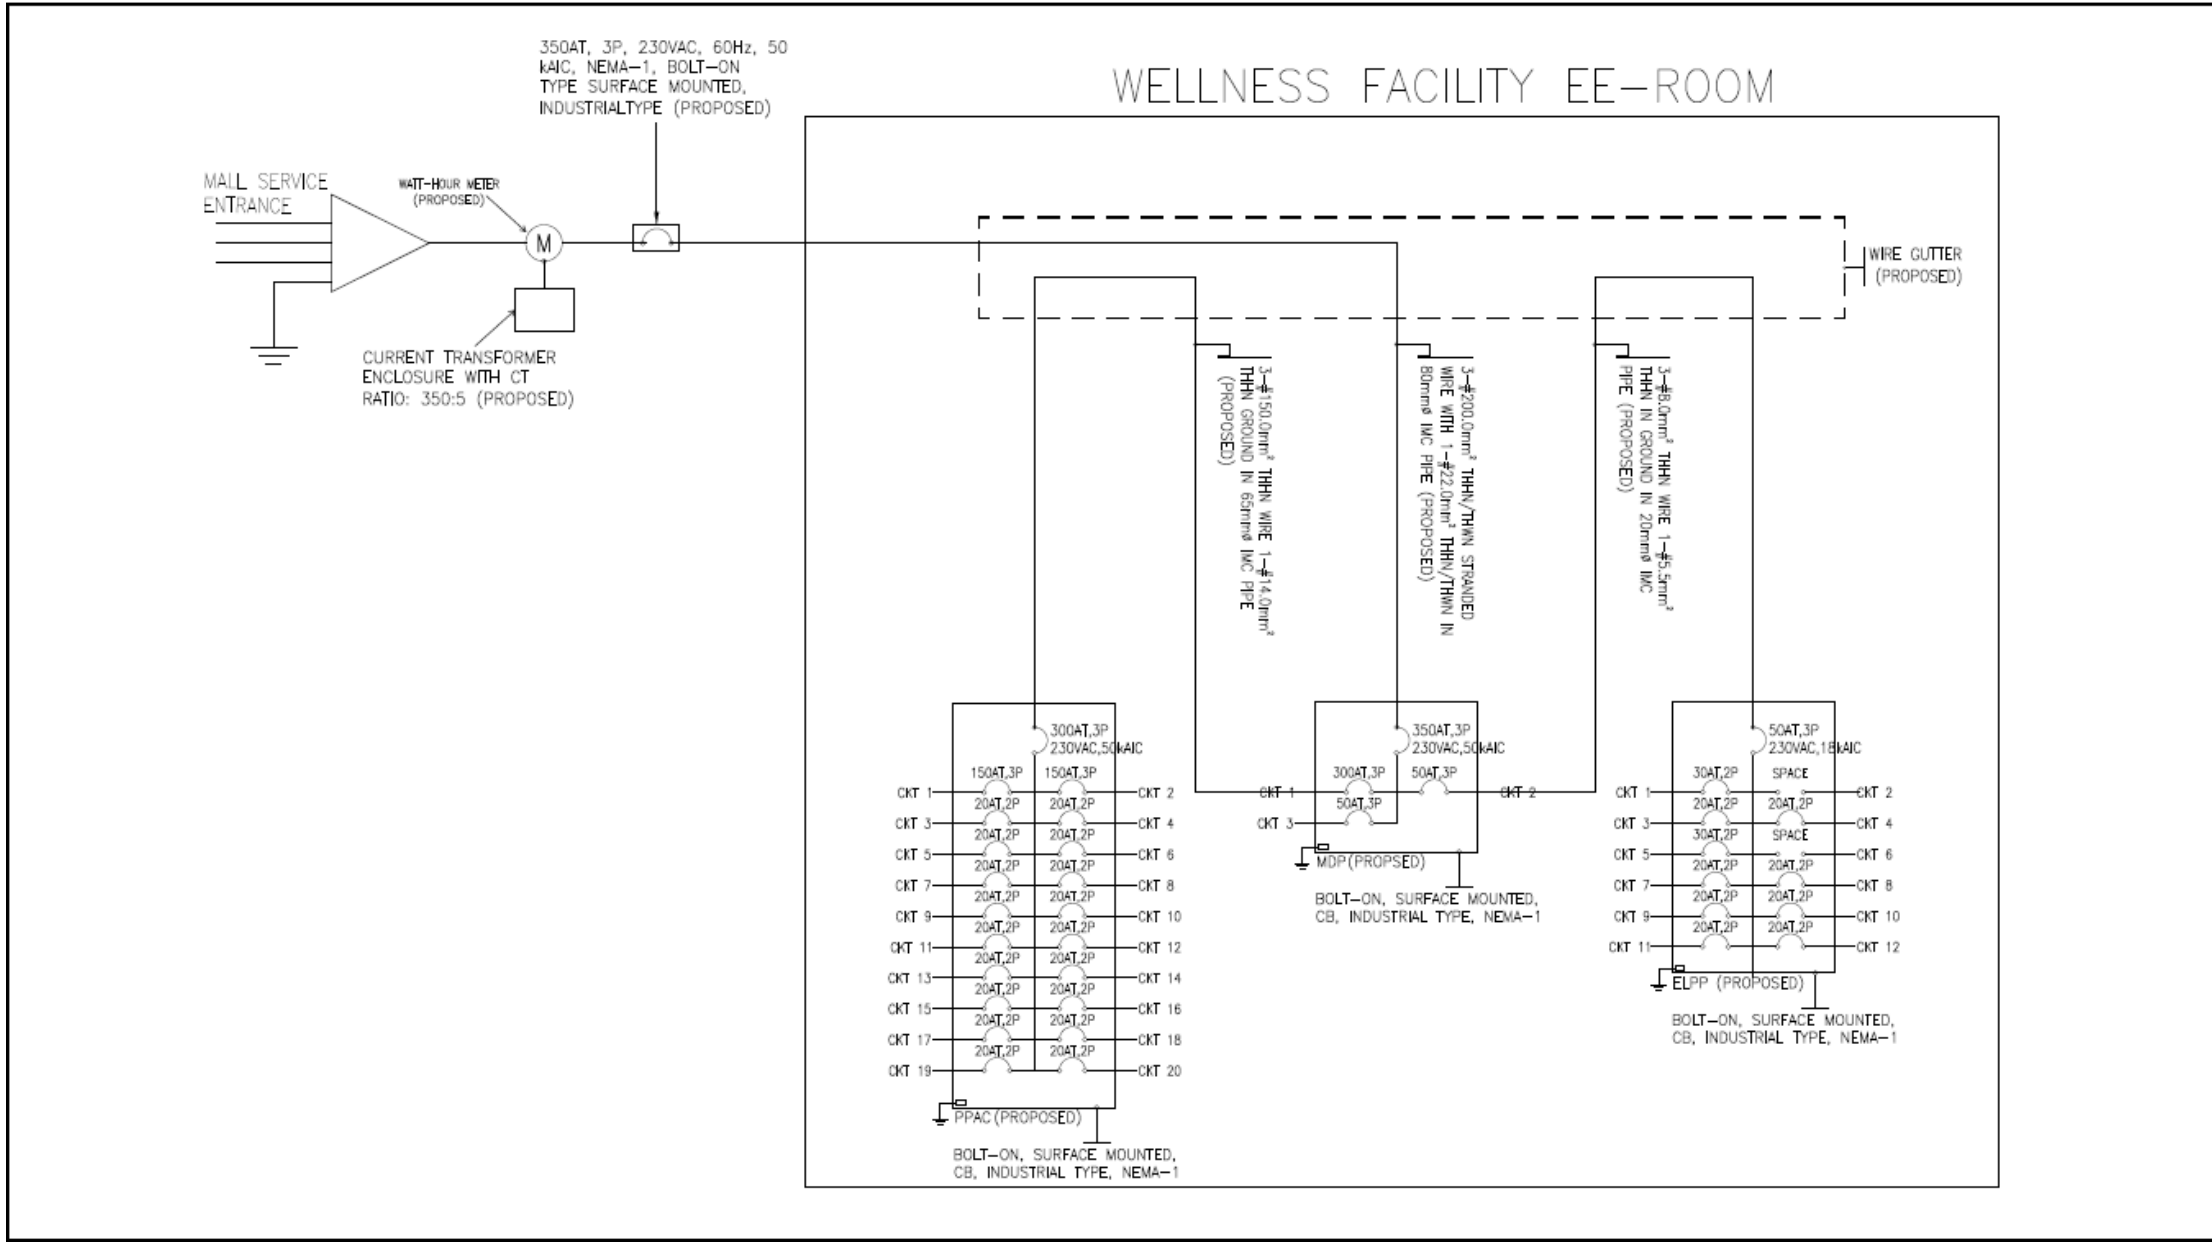 350AT, 3P, 230VAC, 60Hz, 50
kAIC, NEMA-1, BOLT-ON
TYPE SURFACE MOUNTED,
INDUSTRIALTYPE (PROPOSED)
WELLNESS FACILITY EE-ROOM
MALL SERVICE
ENTRANCE
WATT-HOUR METER
(PROPOSED)
M
CURRENT TRANSFORMER
ENCLOSURE WITH CT
RATIO: 350:5 (PROPOSED)
WIRE GUTTER
(PROPOSED)
3-#150.0mm² THHN WIRE 1-#14.0mm²
THHN GROUND IN 65mmø IMC PIPE
(PROPOSED)
3-#200.0mm² THHN/THWN STRANDED
WIRE WITH 1-#22.0mm² THHN/THWN IN
80mmø IMC PIPE (PROPOSED)
3-#8.0mm² THHN WIRE 1-#5.5mm²
THHN IN GROUND IN 20mmø IMC
PIPE (PROPOSED)
300AT,3P
230VAC,50kAIC
150AT,3P 150AT,3P
CKT 1 CKT 2
20AT,2P 20AT,2P
CKT 3 CKT 4
20AT,2P 20AT,2P
CKT 5 CKT 6
20AT,2P 20AT,2P
CKT 7 CKT 8
20AT,2P 20AT,2P
CKT 9 CKT 10
20AT,2P 20AT,2P
CKT 11 CKT 12
20AT,2P 20AT,2P
CKT 13 CKT 14
20AT,2P 20AT,2P
CKT 15 CKT 16
20AT,2P 20AT,2P
CKT 17 CKT 18
20AT,2P 20AT,2P
CKT 19 CKT 20
PPAC(PROPOSED)
BOLT-ON, SURFACE MOUNTED,
CB, INDUSTRIAL TYPE, NEMA-1
350AT,3P
230VAC,50kAIC
300AT,3P 50AT,3P
CKT 1 CKT 2
50AT,3P
CKT 3
MDP(PROPSED)
BOLT-ON, SURFACE MOUNTED,
CB, INDUSTRIAL TYPE, NEMA-1
50AT,3P
230VAC,18kAIC
30AT,2P SPACE
CKT 1 CKT 2
20AT,2P 20AT,2P
CKT 3 CKT 4
30AT,2P SPACE
CKT 5 CKT 6
20AT,2P 20AT,2P
CKT 7 CKT 8
20AT,2P 20AT,2P
CKT 9 CKT 10
20AT,2P 20AT,2P
CKT 11 CKT 12
ELPP (PROPOSED)
BOLT-ON, SURFACE MOUNTED,
CB, INDUSTRIAL TYPE, NEMA-1